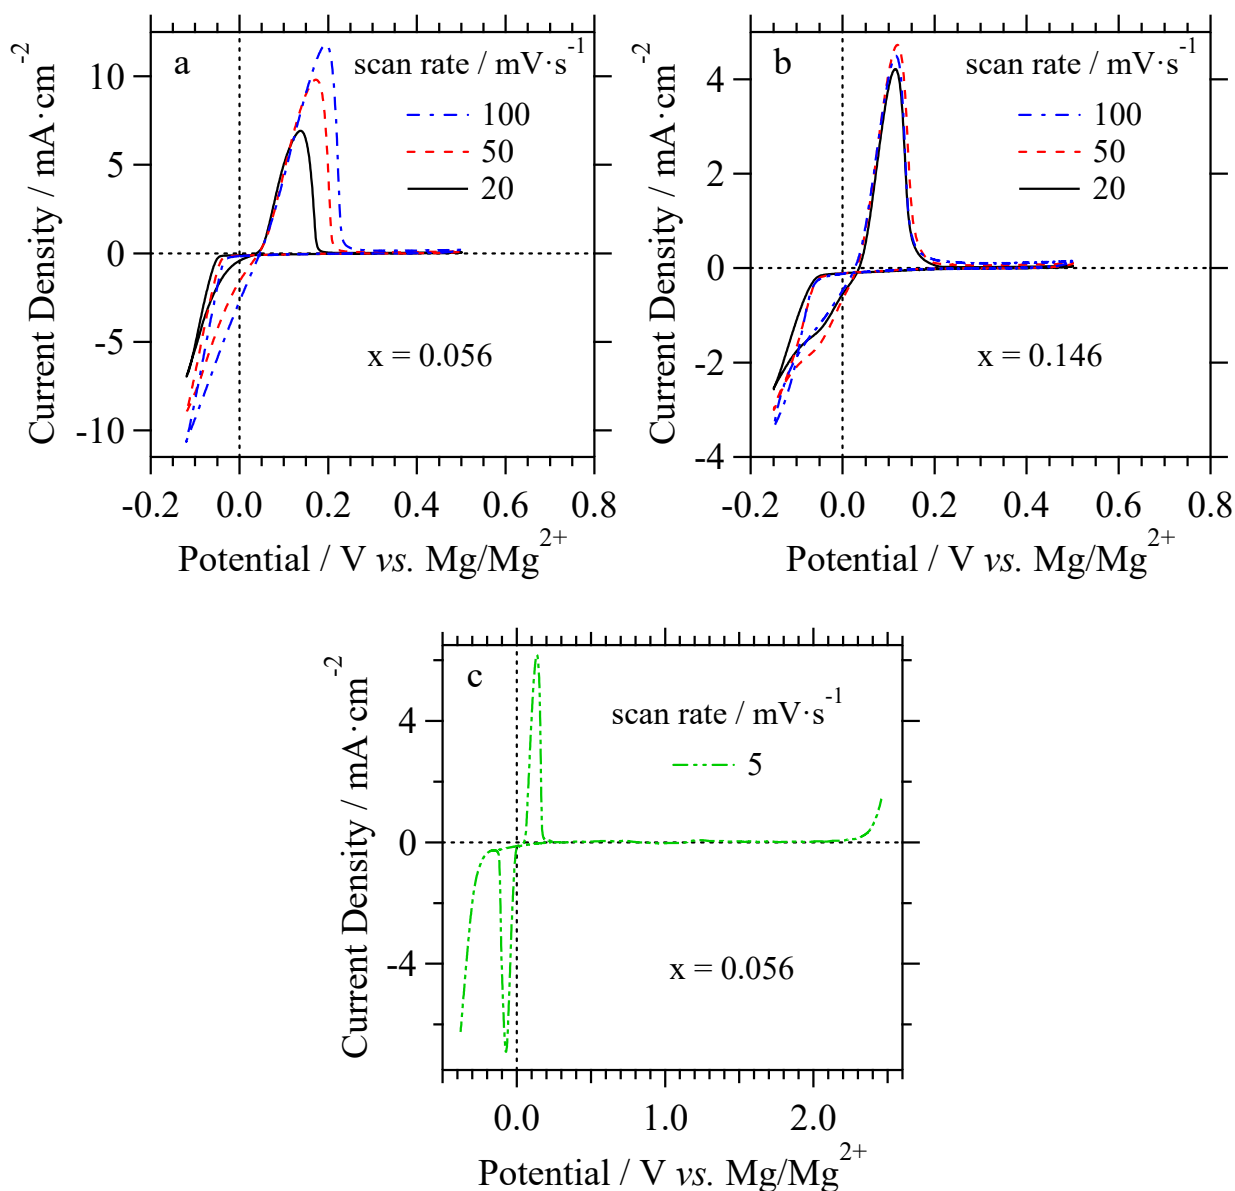 a
scan rate / mV·s⁻¹
100
50
20
x = 0.056
10
5
0
-5
-10
-0.2 0.0 0.2 0.4 0.6 0.8
Current Density / mA·cm⁻²
Potential / V vs. Mg/Mg²⁺
b
scan rate / mV·s⁻¹
100
50
20
x = 0.146
4
2
0
-2
-4
-0.2 0.0 0.2 0.4 0.6 0.8
Current Density / mA·cm⁻²
Potential / V vs. Mg/Mg²⁺
c
scan rate / mV·s⁻¹
5
x = 0.056
4
0
-4
0.0 1.0 2.0
Current Density / mA·cm⁻²
Potential / V vs. Mg/Mg²⁺